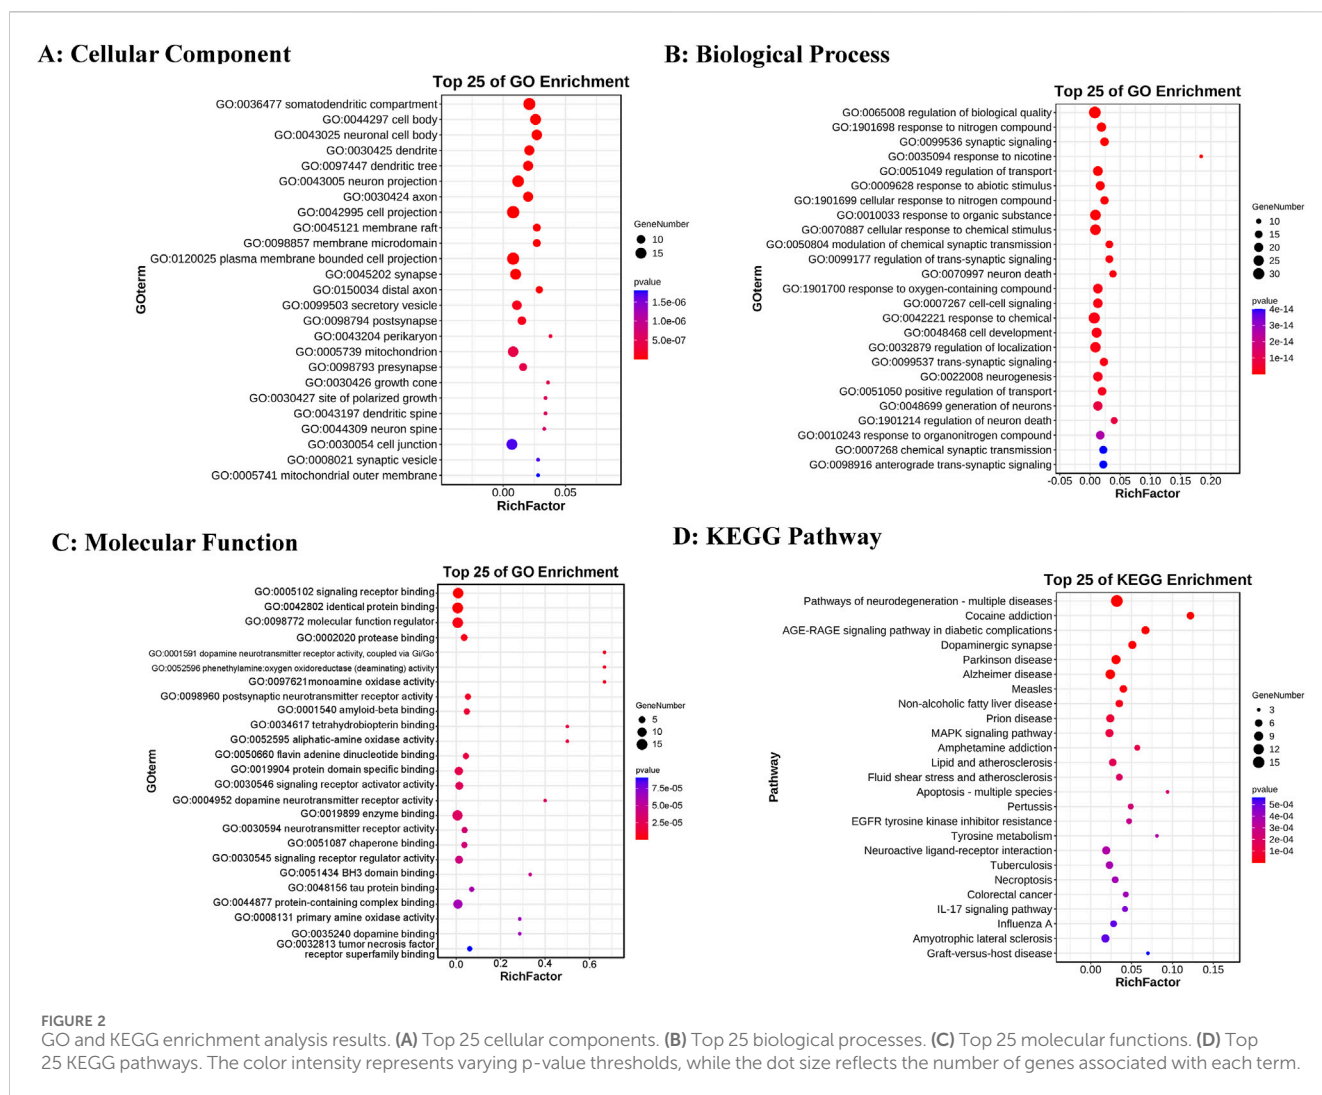 A: Cellular Component
Top 25 of GO Enrichment
GO:0036477 somatodendritic compartment
GO:0044297 cell body
GO:0043025 neuronal cell body
GO:0030425 dendrite
GO:0097447 dendritic tree
GO:0043005 neuron projection
GO:0030424 axon
GO:0042995 cell projection
GO:0045121 membrane raft
GO:0098857 membrane microdomain
GO:0120025 plasma membrane bounded cell projection
GO:0045202 synapse
GO:0150034 distal axon
GO:0099503 secretory vesicle
GO:0098794 postsynapse
GO:0043204 perikaryon
GO:0005739 mitochondrion
GO:0098793 presynapse
GO:0030426 growth cone
GO:0030427 site of polarized growth
GO:0043197 dendritic spine
GO:0044309 neuron spine
GO:0030054 cell junction
GO:0008021 synaptic vesicle
GO:0005741 mitochondrial outer membrane
GOterm
0.00 0.05
RichFactor
GeneNumber
10
15
pvalue
1.5e-06
1.0e-06
5.0e-07
B: Biological Process
Top 25 of GO Enrichment
GO:0065008 regulation of biological quality
GO:1901698 response to nitrogen compound
GO:0099536 synaptic signaling
GO:0035094 response to nicotine
GO:0051049 regulation of transport
GO:0009628 response to abiotic stimulus
GO:1901699 cellular response to nitrogen compound
GO:0010033 response to organic substance
GO:0070887 cellular response to chemical stimulus
GO:0050804 modulation of chemical synaptic transmission
GO:0099177 regulation of trans-synaptic signaling
GO:0070997 neuron death
GO:1901700 response to oxygen-containing compound
GO:0007267 cell-cell signaling
GO:0042221 response to chemical
GO:0048468 cell development
GO:0032879 regulation of localization
GO:0099537 trans-synaptic signaling
GO:0022008 neurogenesis
GO:0051050 positive regulation of transport
GO:0048699 generation of neurons
GO:1901214 regulation of neuron death
GO:0010243 response to organonitrogen compound
GO:0007268 chemical synaptic transmission
GO:0098916 anterograde trans-synaptic signaling
GOterm
-0.05 0.00 0.05 0.10 0.15 0.20
RichFactor
GeneNumber
10
15
20
25
30
pvalue
4e-14
3e-14
2e-14
1e-14
C: Molecular Function
Top 25 of GO Enrichment
GO:0005102 signaling receptor binding
GO:0042802 identical protein binding
GO:0098772 molecular function regulator
GO:0002020 protease binding
GO:0001591 dopamine neurotransmitter receptor activity, coupled via Gi/Go
GO:0052596 phenethylamine:oxygen oxidoreductase (deaminating) activity
GO:0097621monoamine oxidase activity
GO:0098960 postsynaptic neurotransmitter receptor activity
GO:0001540 amyloid-beta binding
GO:0034617 tetrahydrobiopterin binding
GO:0052595 aliphatic-amine oxidase activity
GO:0050660 flavin adenine dinucleotide binding
GO:0019904 protein domain specific binding
GO:0030546 signaling receptor activator activity
GO:0004952 dopamine neurotransmitter receptor activity
GO:0019899 enzyme binding
GO:0030594 neurotransmitter receptor activity
GO:0051087 chaperone binding
GO:0030545 signaling receptor regulator activity
GO:0051434 BH3 domain binding
GO:0048156 tau protein binding
GO:0044877 protein-containing complex binding
GO:0008131 primary amine oxidase activity
GO:0035240 dopamine binding
GO:0032813 tumor necrosis factor
receptor superfamily binding
GOterm
0.0 0.2 0.4 0.6
RichFactor
GeneNumber
5
10
15
pvalue
7.5e-05
5.0e-05
2.5e-05
D: KEGG Pathway
Top 25 of KEGG Enrichment
Pathways of neurodegeneration - multiple diseases
Cocaine addiction
AGE-RAGE signaling pathway in diabetic complications
Dopaminergic synapse
Parkinson disease
Alzheimer disease
Measles
Non-alcoholic fatty liver disease
Prion disease
MAPK signaling pathway
Amphetamine addiction
Lipid and atherosclerosis
Fluid shear stress and atherosclerosis
Apoptosis - multiple species
Pertussis
EGFR tyrosine kinase inhibitor resistance
Tyrosine metabolism
Neuroactive ligand-receptor interaction
Tuberculosis
Necroptosis
Colorectal cancer
IL-17 signaling pathway
Influenza A
Amyotrophic lateral sclerosis
Graft-versus-host disease
Pathway
0.00 0.05 0.10 0.15
RichFactor
GeneNumber
3
6
9
12
15
pvalue
5e-04
4e-04
3e-04
2e-04
1e-04
FIGURE 2
GO and KEGG enrichment analysis results. (A) Top 25 cellular components. (B) Top 25 biological processes. (C) Top 25 molecular functions. (D) Top
25 KEGG pathways. The color intensity represents varying p-value thresholds, while the dot size reflects the number of genes associated with each term.